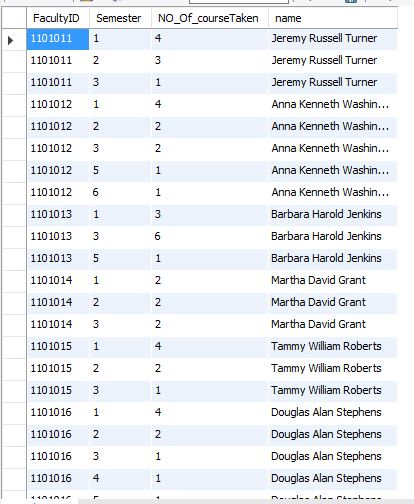 FacultyID Semester NO_Of_courseTaken name
1101011 1 4 Jeremy Russell Turner
1101011 2 3 Jeremy Russell Turner
1101011 3 1 Jeremy Russell Turner
1101012 1 4 Anna Kenneth Washin...
1101012 2 2 Anna Kenneth Washin...
1101012 3 2 Anna Kenneth Washin...
1101012 5 1 Anna Kenneth Washin...
1101012 6 1 Anna Kenneth Washin...
1101013 1 3 Barbara Harold Jenkins
1101013 3 6 Barbara Harold Jenkins
1101013 5 1 Barbara Harold Jenkins
1101014 1 2 Martha David Grant
1101014 2 2 Martha David Grant
1101014 3 2 Martha David Grant
1101015 1 4 Tammy William Roberts
1101015 2 2 Tammy William Roberts
1101015 3 1 Tammy William Roberts
1101016 1 4 Douglas Alan Stephens
1101016 2 2 Douglas Alan Stephens
1101016 3 1 Douglas Alan Stephens
1101016 4 1 Douglas Alan Stephens